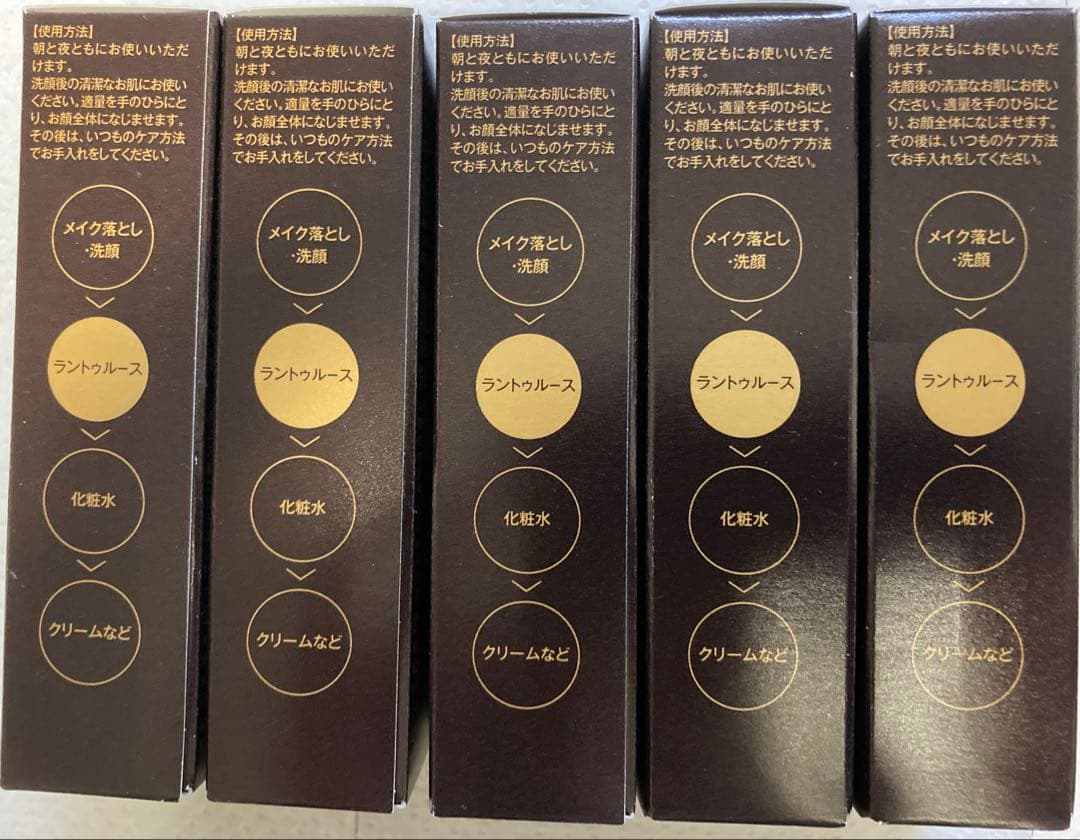 【使用方法】
朝と夜ともにお使いいただ
けます。
洗顔後の清潔なお肌にお使い
ください。適量を手のひらにと
り、お顔全体になじませます。
その後は、いつものケア方法
でお手入れをしてください。
メイク落とし
・洗顔
ラントゥルース
化粧水
クリームなど
【使用方法】
朝と夜ともにお使いいただ
けます。
洗顔後の清潔なお肌にお使い
ください。適量を手のひらにと
り、お顔全体になじませます。
その後は、いつものケア方法
でお手入れをしてください。
メイク落とし
・洗顔
ラントゥルース
化粧水
クリームなど
【使用方法】
朝と夜ともにお使いいただ
けます。
洗顔後の清潔なお肌にお使い
ください。適量を手のひらにと
り、お顔全体になじませます。
その後は、いつものケア方法
でお手入れをしてください。
メイク落とし
・洗顔
ラントゥルース
化粧水
クリームなど
【使用方法】
朝と夜ともにお使いいただ
けます。
洗顔後の清潔なお肌にお使い
ください。適量を手のひらにと
り、お顔全体になじませます。
その後は、いつものケア方法
でお手入れをしてください。
メイク落とし
・洗顔
ラントゥルース
化粧水
クリームなど
【使用方法】
朝と夜ともにお使いいただ
けます。
洗顔後の清潔なお肌にお使い
ください。適量を手のひらにと
り、お顔全体になじませます。
その後は、いつものケア方法
でお手入れをしてください。
メイク落とし
・洗顔
ラントゥルース
化粧水
クリームなど